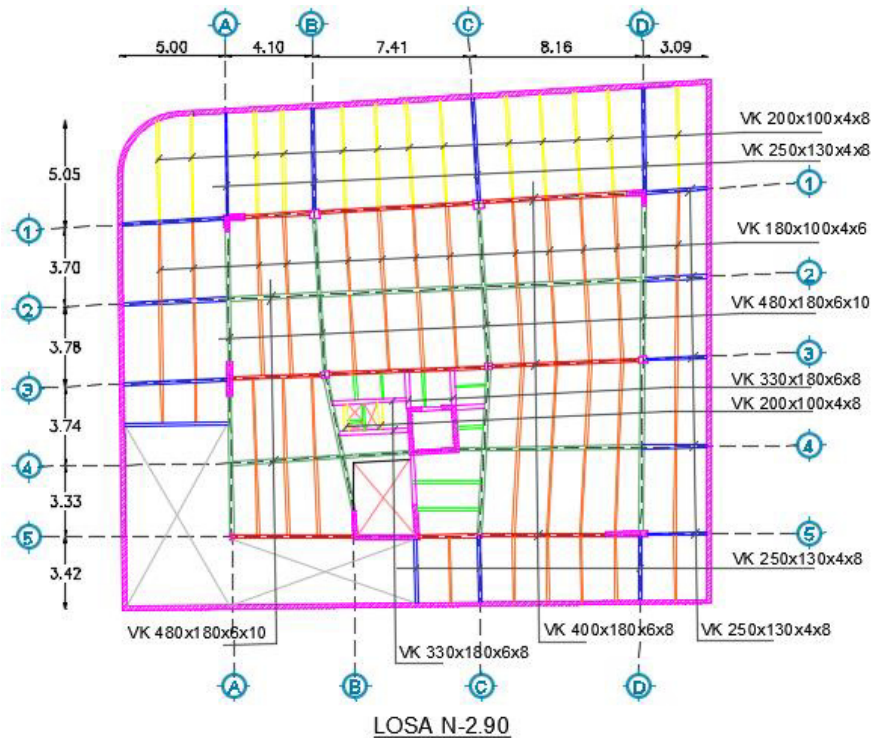 A
B
C
D
5.00
4.10
7.41
8.16
3.09
VK 200x100x4x8
VK 250x130x4x8
5.05
1
1
VK 180x100x4x6
3.70
2
2
VK 480x180x6x10
3.78
3
3
VK 330x180x6x8
VK 200x100x4x8
3.74
4
4
3.33
5
5
VK 250x130x4x8
3.42
VK 480x180x6x10
VK 330x180x6x8
VK 400x180x6x8
VK 250x130x4x8
A
B
C
D
LOSA N-2.90